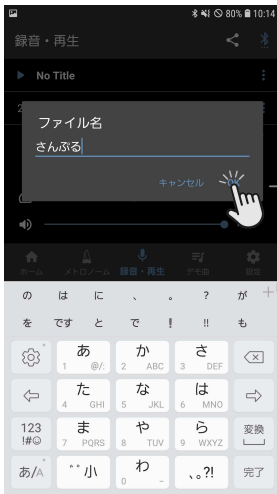 80% 10:14
録音・再生
No Title
2
ファイル名
さんぷる
キャンセル OK
ホーム メトロノーム 録音・再生 デモ曲 設定
の は に 、 。 ? が
を です と で ! !! も
あ か さ
1 @/: 2 ABC 3 DEF
た な は
4 GHI 5 JKL 6 MNO
123 ま や ら 変換
!#☺ 7 PQRS 8 TUV 9 WXYZ
あ/A ゛゜小 わ 、。?! 完了
0 -